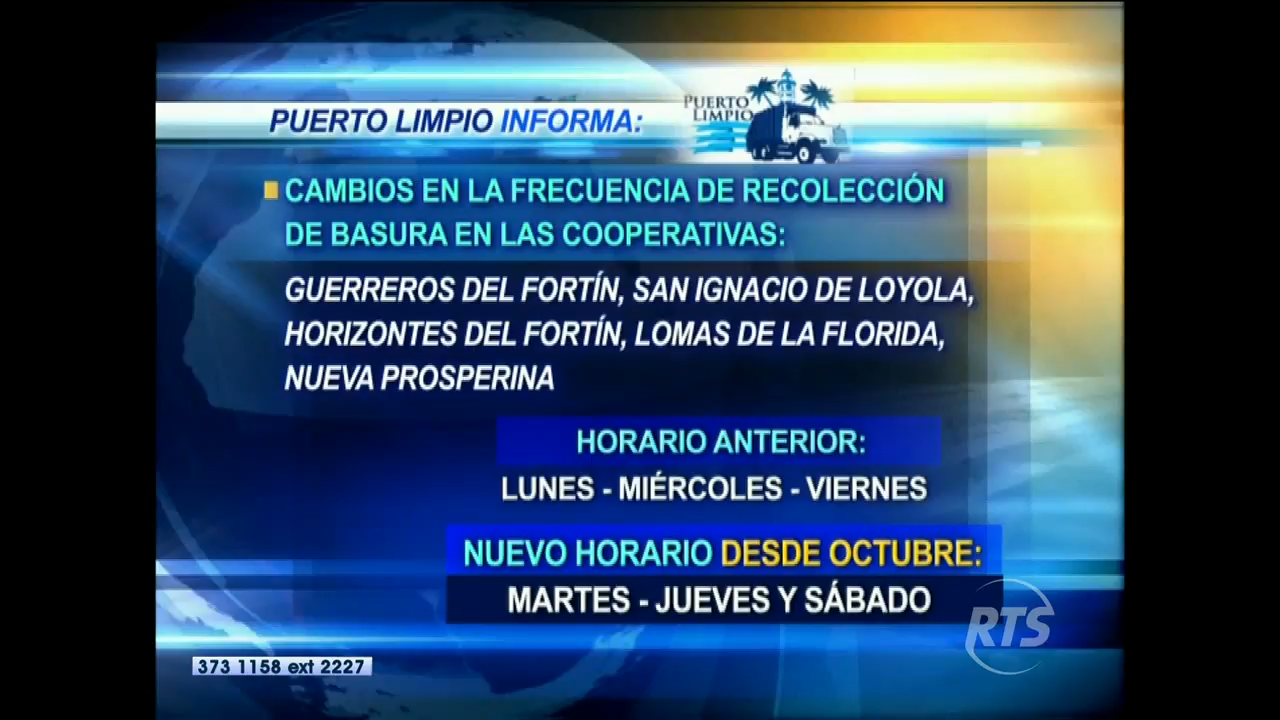 PUERTO LIMPIO INFORMA:
PUERTO
LIMPIO
CAMBIOS EN LA FRECUENCIA DE RECOLECCIÓN
DE BASURA EN LAS COOPERATIVAS:
GUERREROS DEL FORTÍN, SAN IGNACIO DE LOYOLA,
HORIZONTES DEL FORTÍN, LOMAS DE LA FLORIDA,
NUEVA PROSPERINA
HORARIO ANTERIOR:
LUNES - MIÉRCOLES - VIERNES
NUEVO HORARIO DESDE OCTUBRE:
MARTES - JUEVES Y SÁBADO
RTS
373 1158 ext 2227